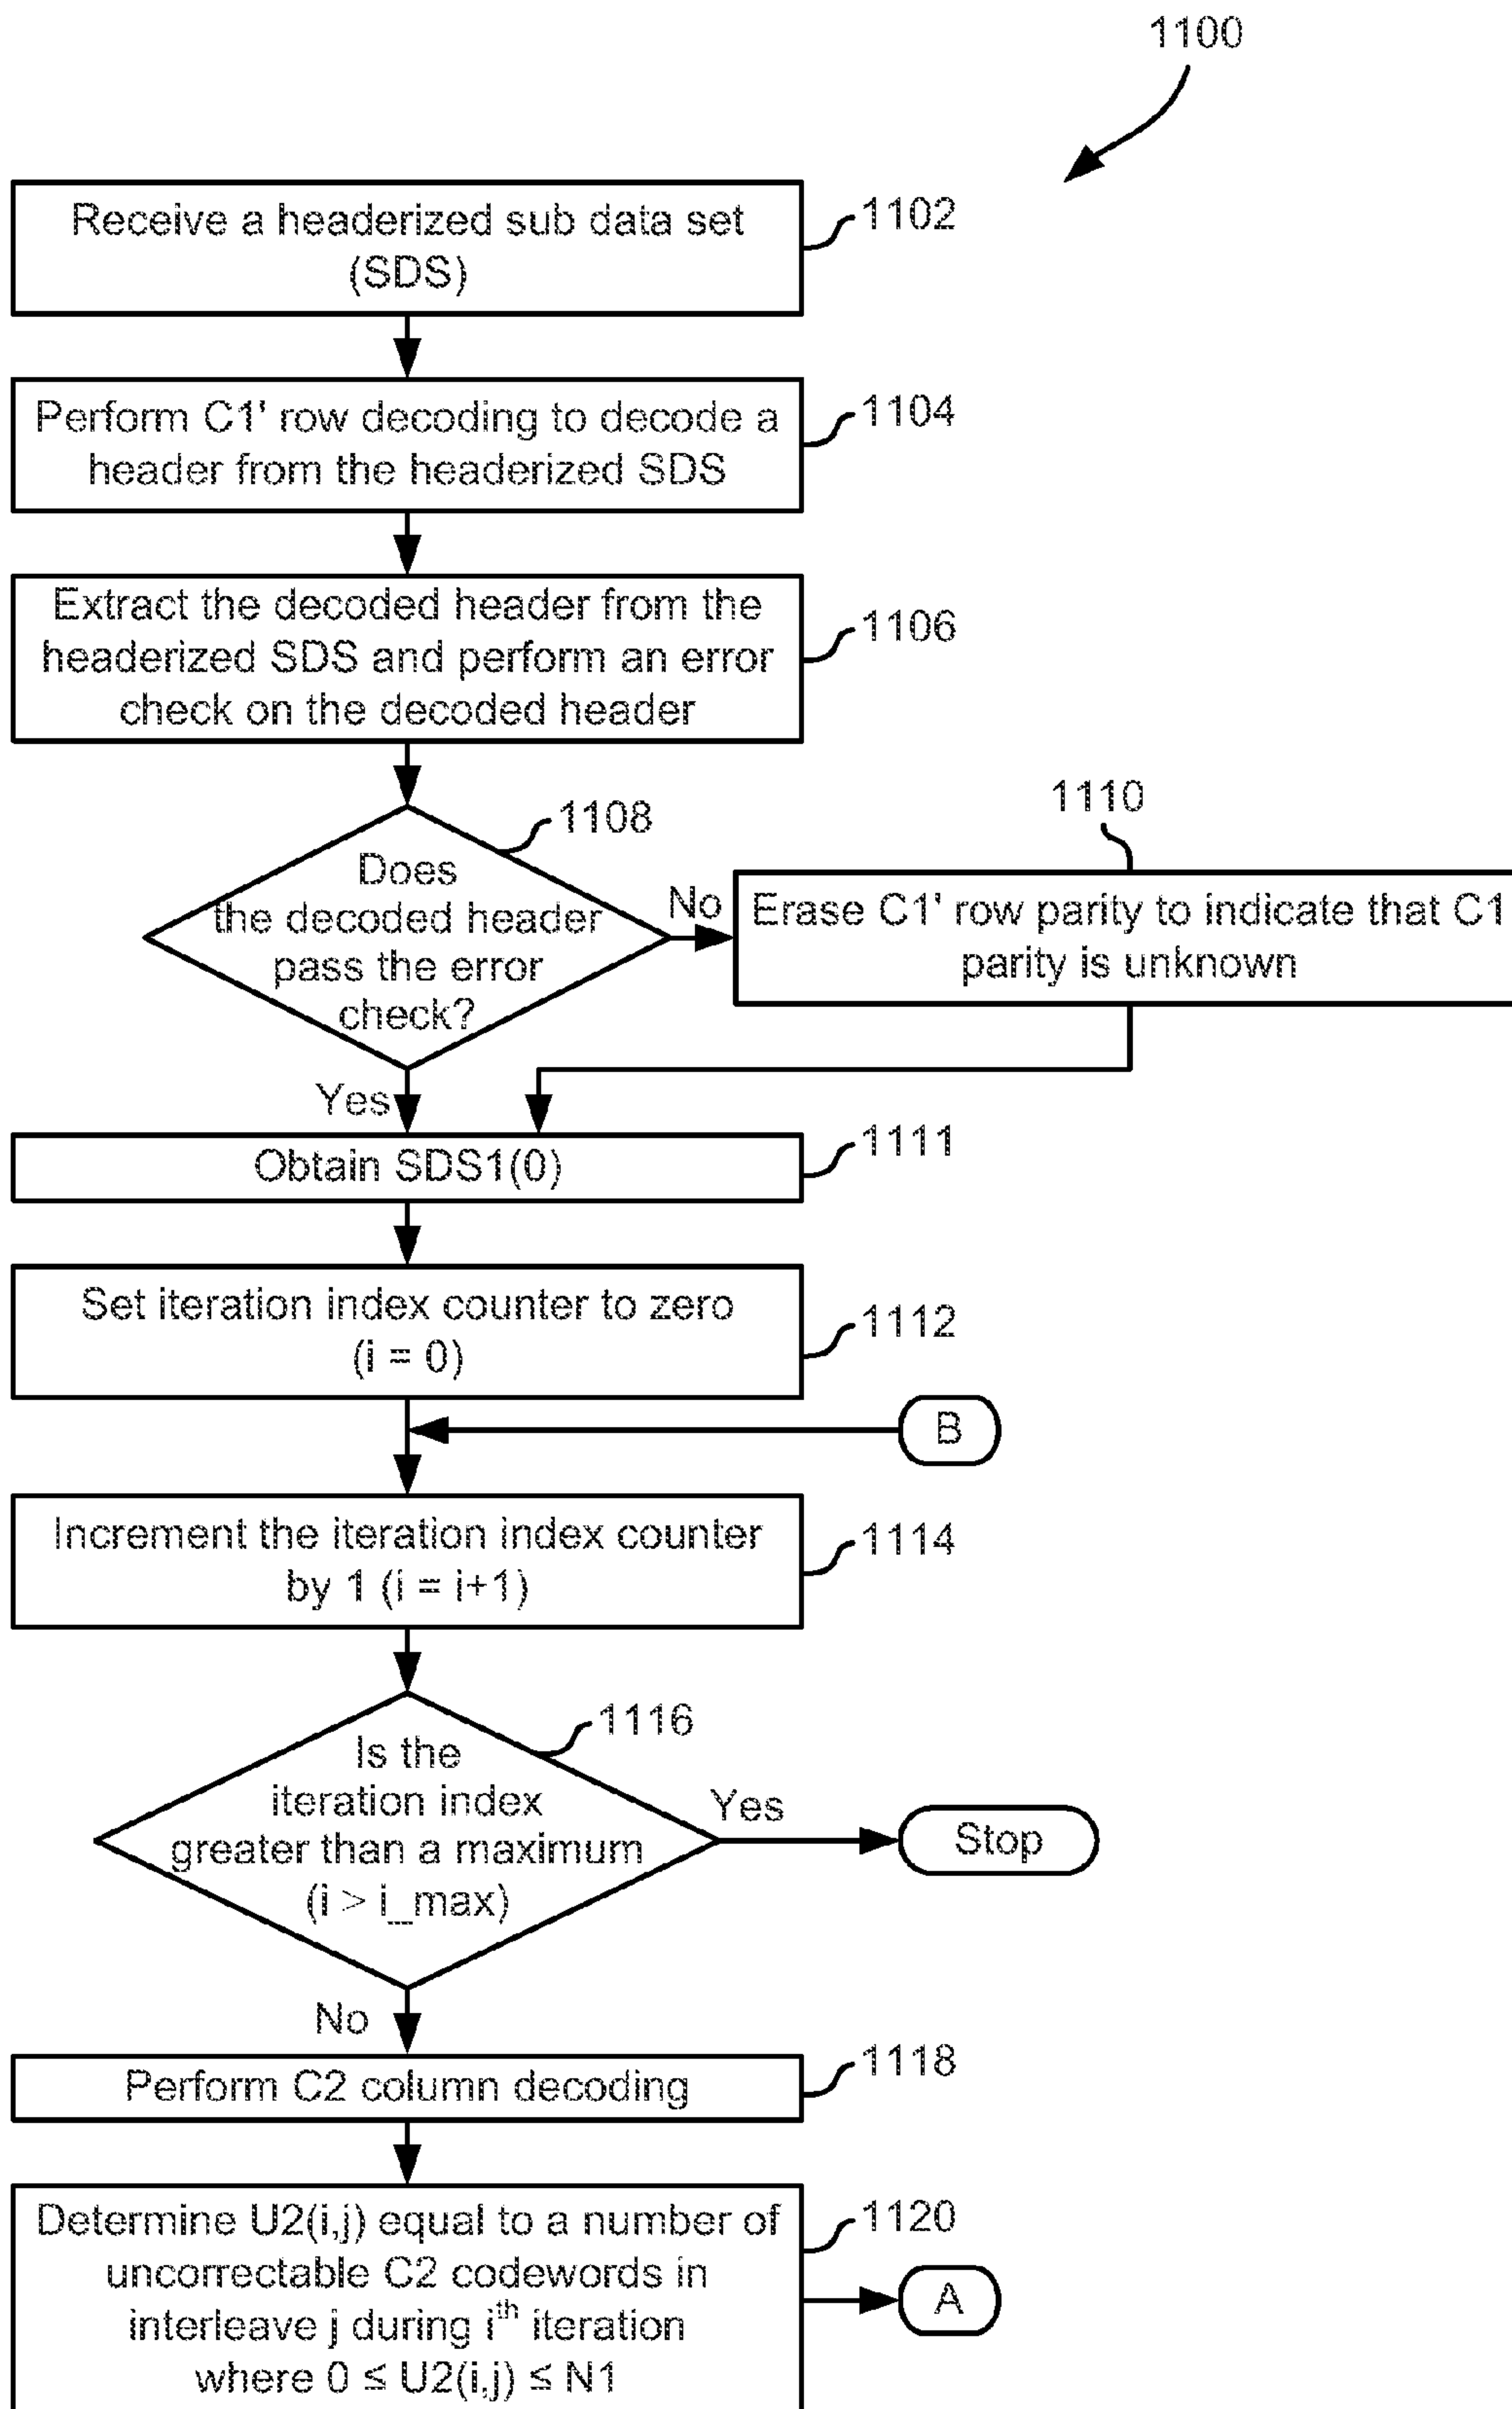 1100
Receive a headerized sub data set
(SDS)
1102
Perform C1' row decoding to decode a
header from the headerized SDS
1104
Extract the decoded header from the
headerized SDS and perform an error
check on the decoded header
1106
Does
the decoded header
pass the error
check?
1108
No
1110
Erase C1' row parity to indicate that C1
parity is unknown
Yes
Obtain SDS1(0)
1111
Set iteration index counter to zero
(i = 0)
1112
B
Increment the iteration index counter
by 1 (i = i+1)
1114
Is the
iteration index
greater than a maximum
(i > i_max)
1116
Yes
Stop
No
Perform C2 column decoding
1118
Determine U2(i,j) equal to a number of
uncorrectable C2 codewords in
interleave j during ith iteration
where 0 ≤ U2(i,j) ≤ N1
1120
A